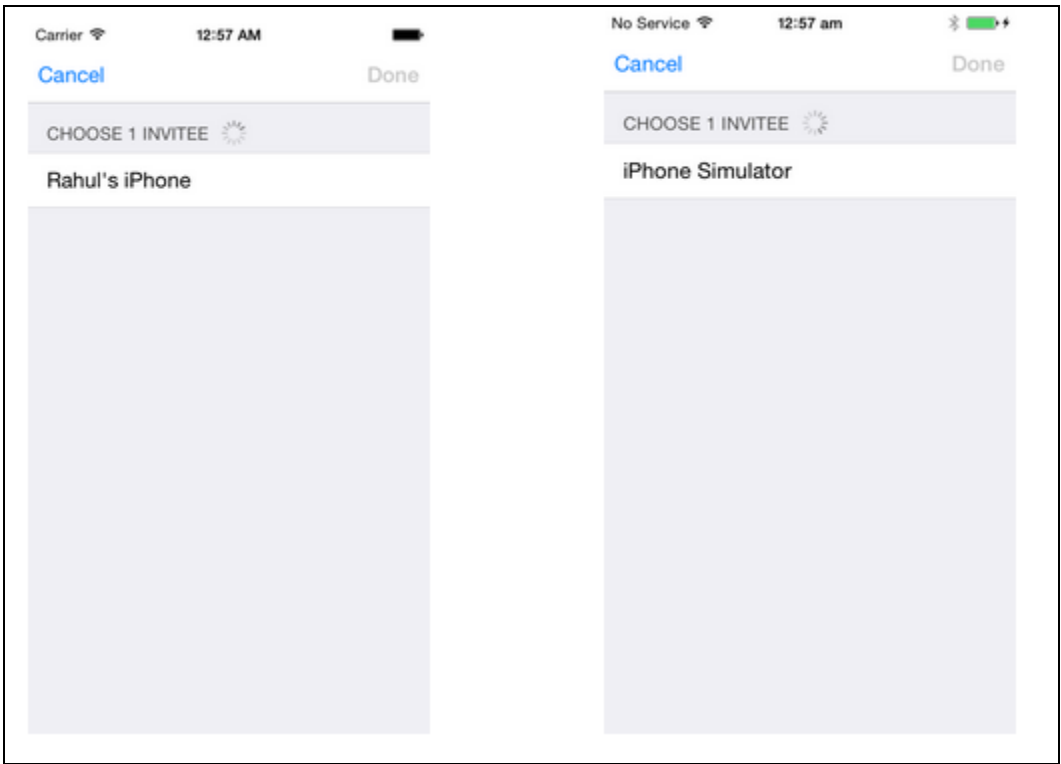 Carrier 12:57 AM
Cancel Done
CHOOSE 1 INVITEE
Rahul's iPhone
No Service 12:57 am
Cancel Done
CHOOSE 1 INVITEE
iPhone Simulator